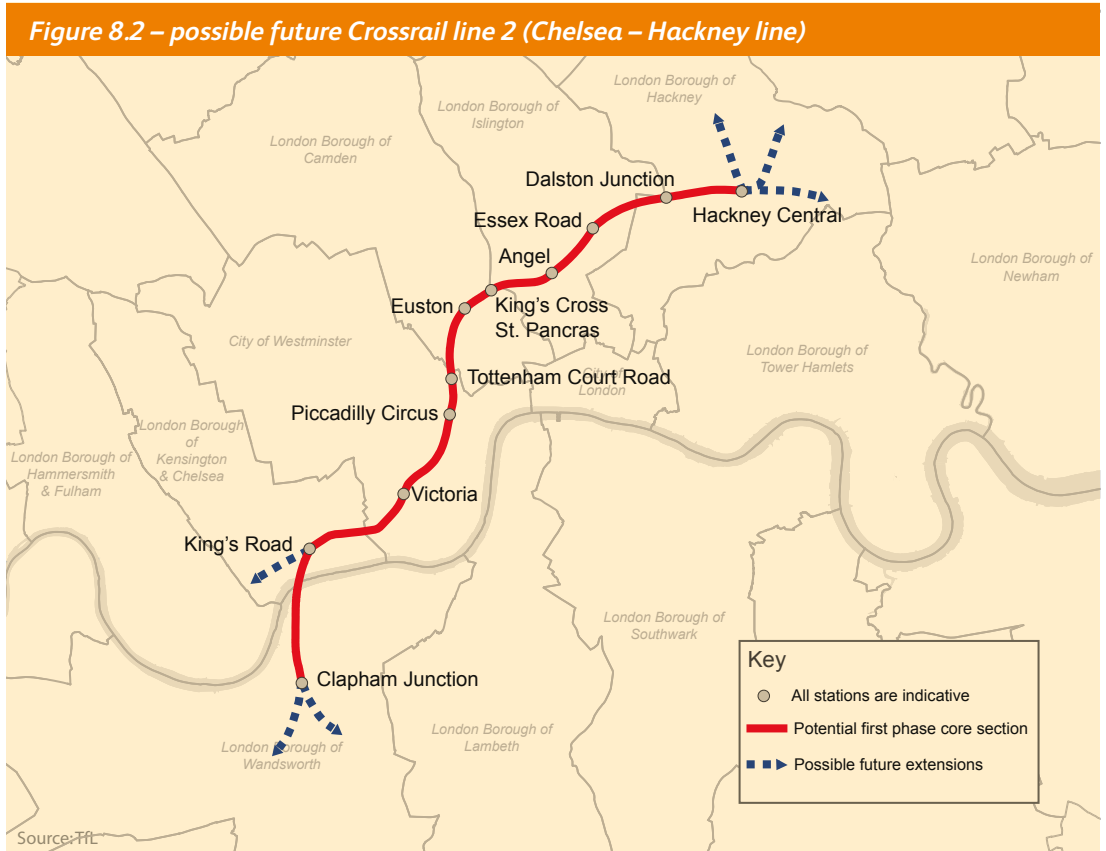 Figure 8.2 – possible future Crossrail line 2 (Chelsea – Hackney line)
London Borough of
Hackney
London Borough of
Islington
London Borough of
Camden
Dalston Junction
Essex Road
Hackney Central
Angel
London Borough of
Newham
Euston
King's Cross
St. Pancras
City of Westminster
London Borough of
Tower Hamlets
Tottenham Court Road
City of
London
Piccadilly Circus
London Borough
of
Kensington
& Chelsea
London Borough of
Hammersmith
& Fulham
Victoria
King's Road
London Borough of
Southwark
Clapham Junction
London Borough of
Lambeth
London Borough of
Wandsworth
Key
All stations are indicative
Potential first phase core section
Possible future extensions
Source:TfL